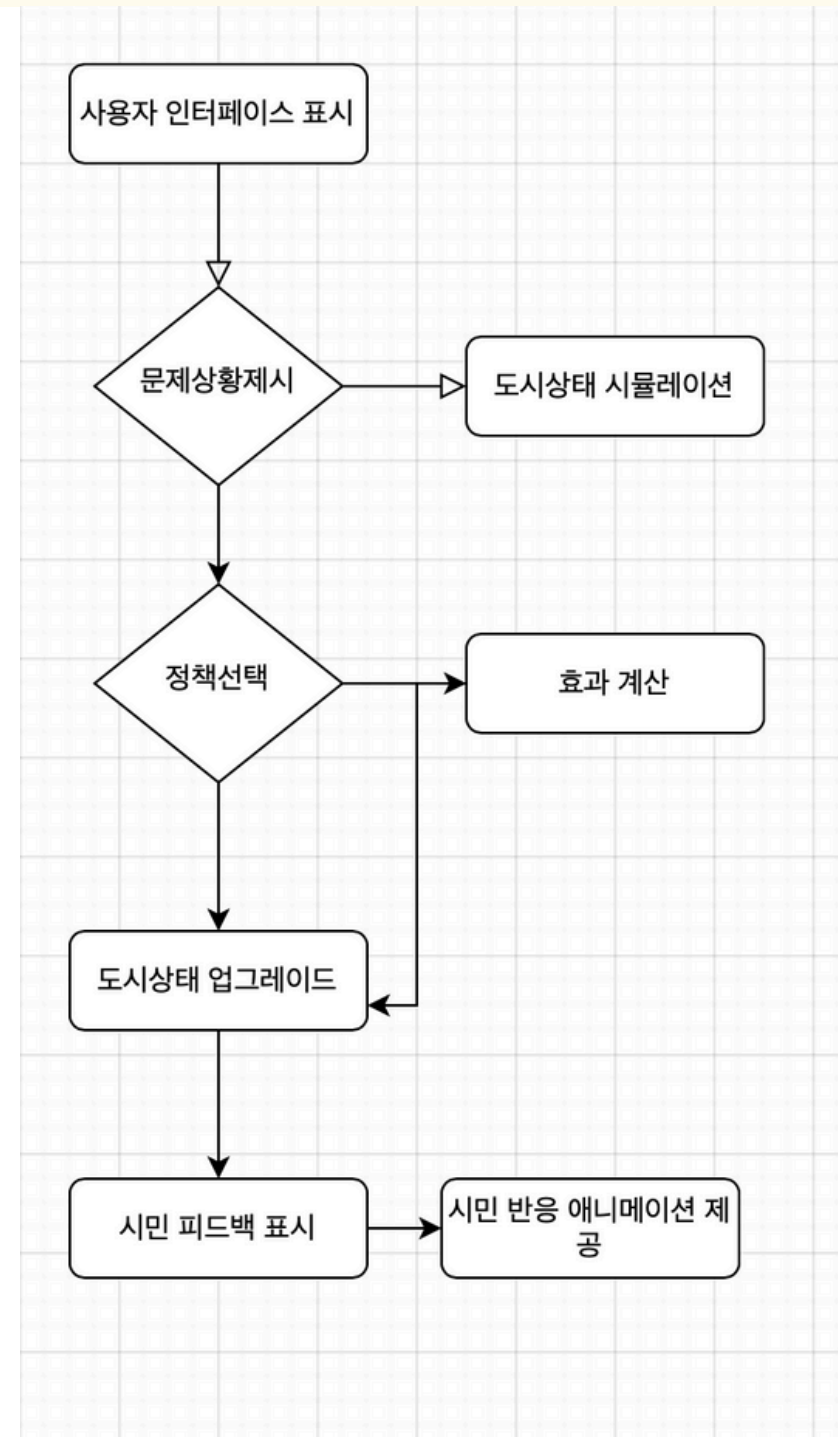 사용자 인터페이스 표시
문제상황제시
도시상태 시뮬레이션
정책선택
효과 계산
도시상태 업그레이드
시민 피드백 표시
시민 반응 애니메이션 제
공